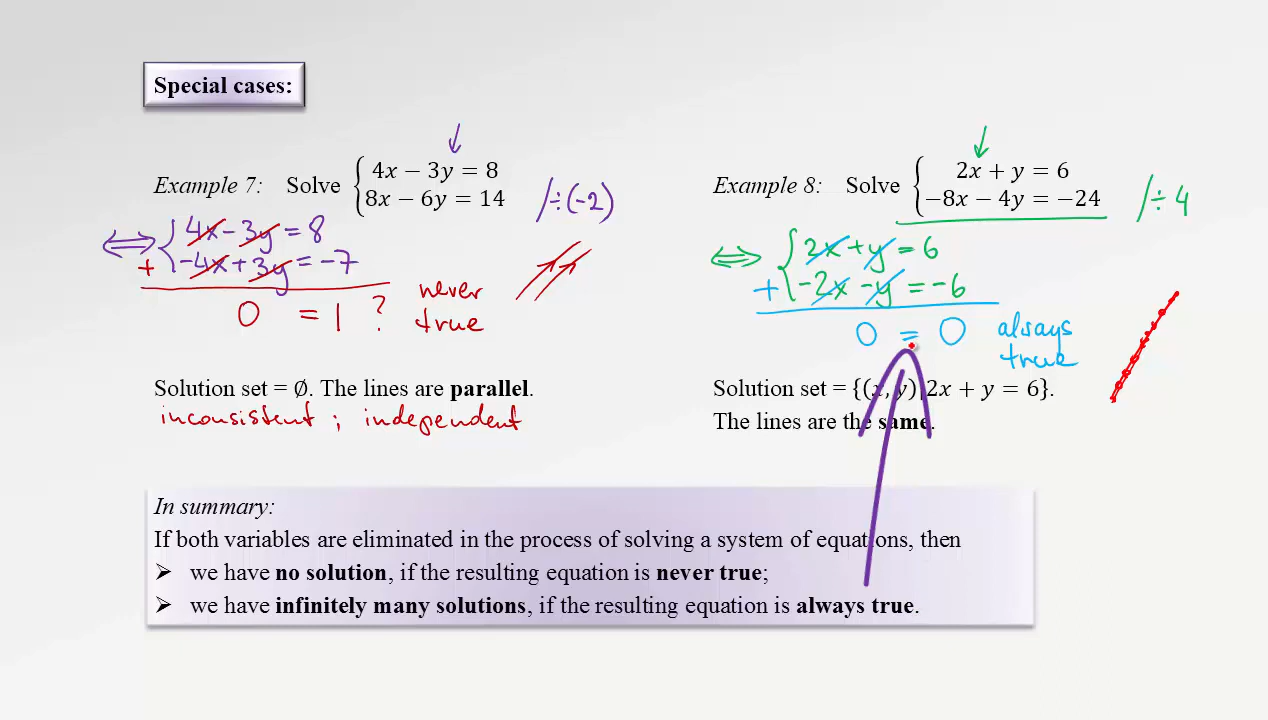 Special cases:
Example 7: Solve { 4x − 3y = 8
8x − 6y = 14 /÷(-2)
⟺ { 4x - 3y = 8
+ -4x + 3y = -7
0 = 1 ? never
true
Solution set = ∅. The lines are parallel.
inconsistent ; independent
Example 8: Solve { 2x + y = 6
−8x − 4y = −24 /÷ 4
⟺ { 2x + y = 6
+ -2x - y = -6
0 = 0 always
true
Solution set = {(x, y)|2x + y = 6}.
The lines are the same.
In summary:
If both variables are eliminated in the process of solving a system of equations, then
➢ we have no solution, if the resulting equation is never true;
➢ we have infinitely many solutions, if the resulting equation is always true.